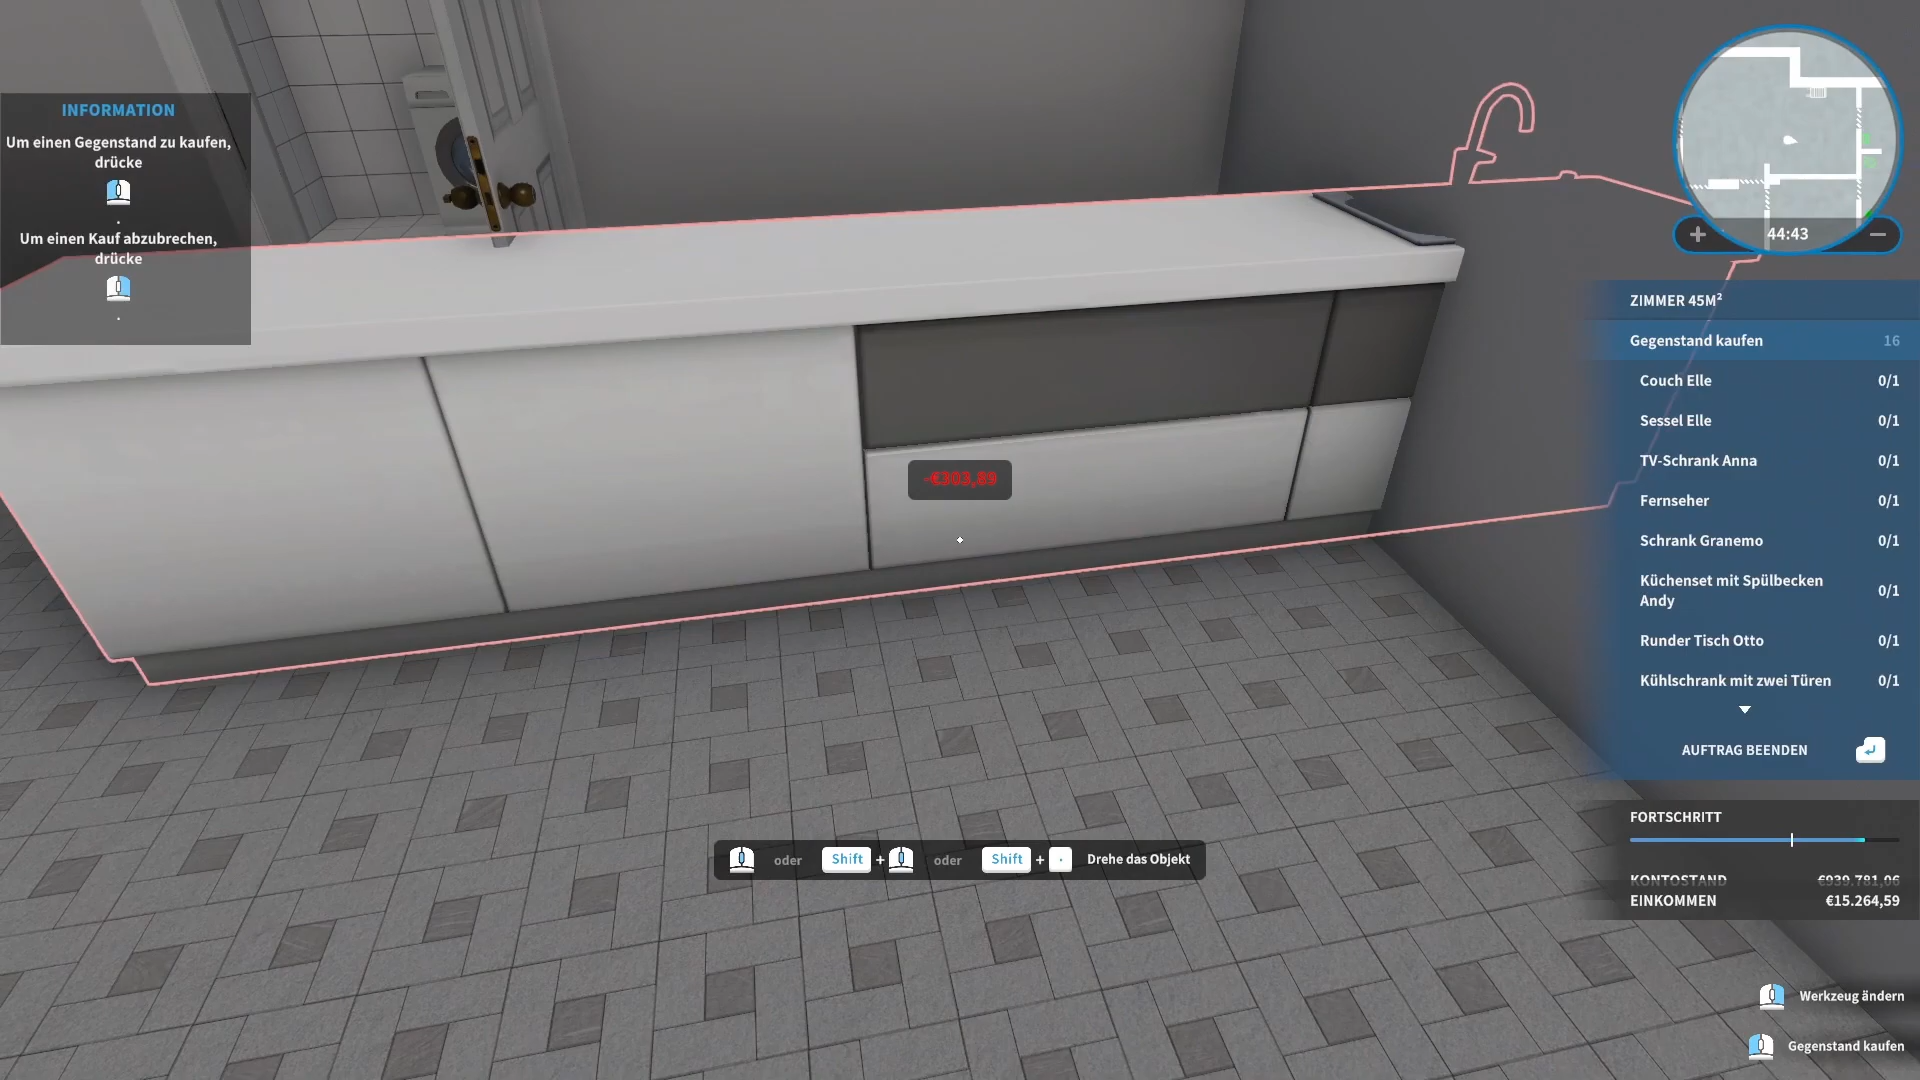 INFORMATION
Um einen Gegenstand zu kaufen,
drücke
.
Um einen Kauf abzubrechen,
drücke
.
44:43
ZIMMER 45M²
Gegenstand kaufen 16
Couch Elle 0/1
Sessel Elle 0/1
TV-Schrank Anna 0/1
Fernseher 0/1
Schrank Granemo 0/1
Küchenset mit Spülbecken
Andy 0/1
Runder Tisch Otto 0/1
Kühlschrank mit zwei Türen 0/1
AUFTRAG BEENDEN
-€303,89
FORTSCHRITT
oder Shift + oder Shift + . Drehe das Objekt
KONTOSTAND €939.781,06
EINKOMMEN €15.264,59
Werkzeug ändern
Gegenstand kaufen